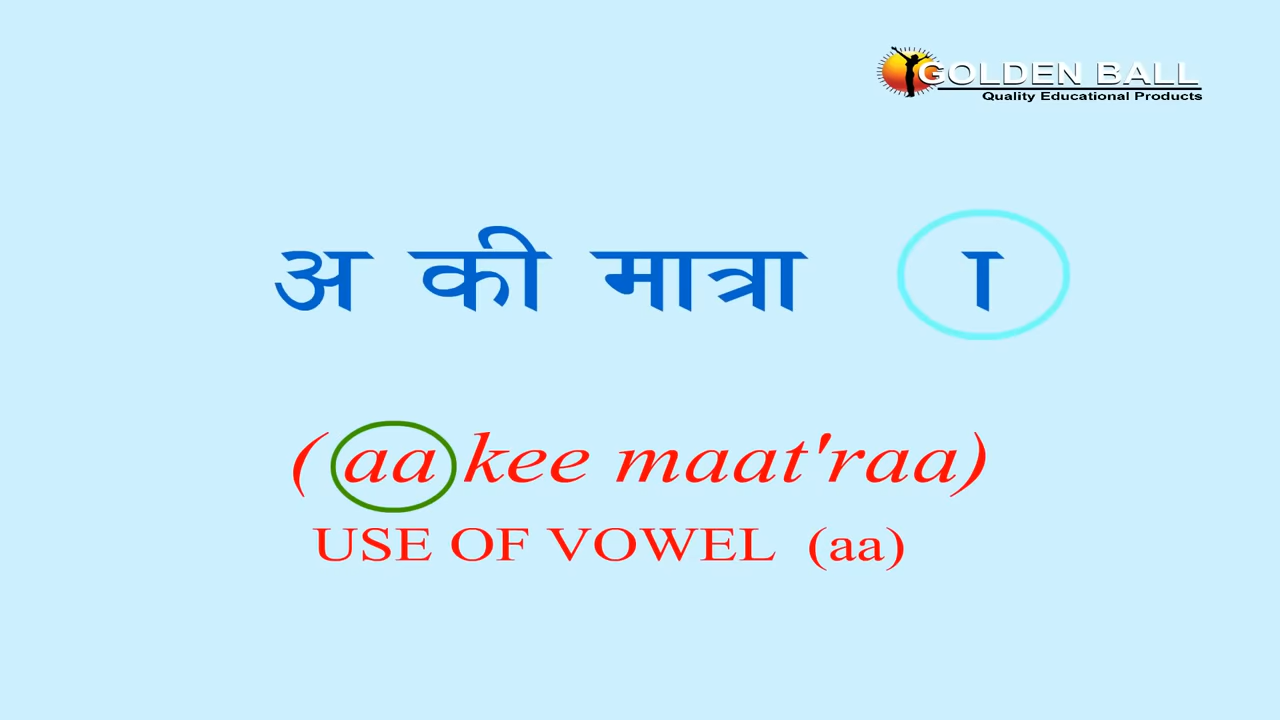 GOLDEN BALL
Quality Educational Products
अ की मात्रा ा
( aa kee maat'raa)
USE OF VOWEL (aa)